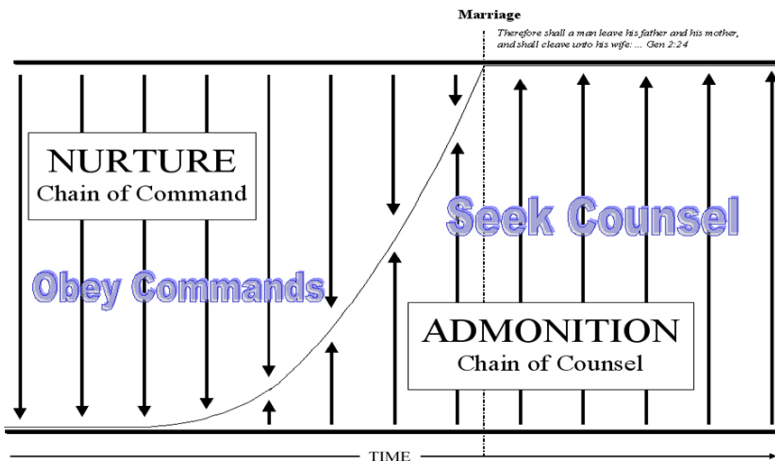 Marriage
Therefore shall a man leave his father and his mother,
and shall cleave unto his wife: ... Gen 2:24
NURTURE
Chain of Command
Seek Counsel
Obey Commands
ADMONITION
Chain of Counsel
TIME